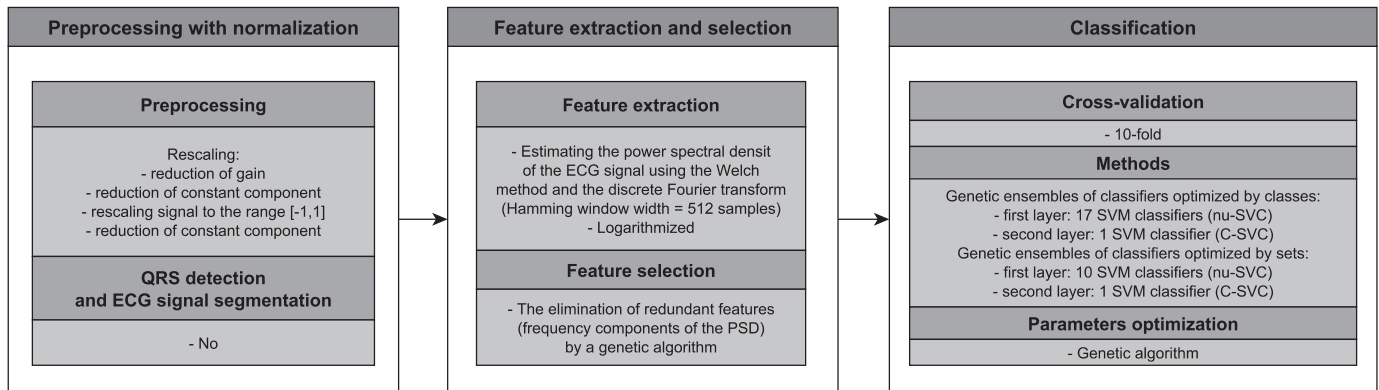 Preprocessing with normalization
Preprocessing
Rescaling:
- reduction of gain
- reduction of constant component
- rescaling signal to the range [-1,1]
- reduction of constant component
QRS detection
and ECG signal segmentation
- No
Feature extraction and selection
Feature extraction
- Estimating the power spectral densit
of the ECG signal using the Welch
method and the discrete Fourier transform
(Hamming window width = 512 samples)
- Logarithmized
Feature selection
- The elimination of redundant features
(frequency components of the PSD)
by a genetic algorithm
Classification
Cross-validation
- 10-fold
Methods
Genetic ensembles of classifiers optimized by classes:
- first layer: 17 SVM classifiers (nu-SVC)
- second layer: 1 SVM classifier (C-SVC)
Genetic ensembles of classifiers optimized by sets:
- first layer: 10 SVM classifiers (nu-SVC)
- second layer: 1 SVM classifier (C-SVC)
Parameters optimization
- Genetic algorithm